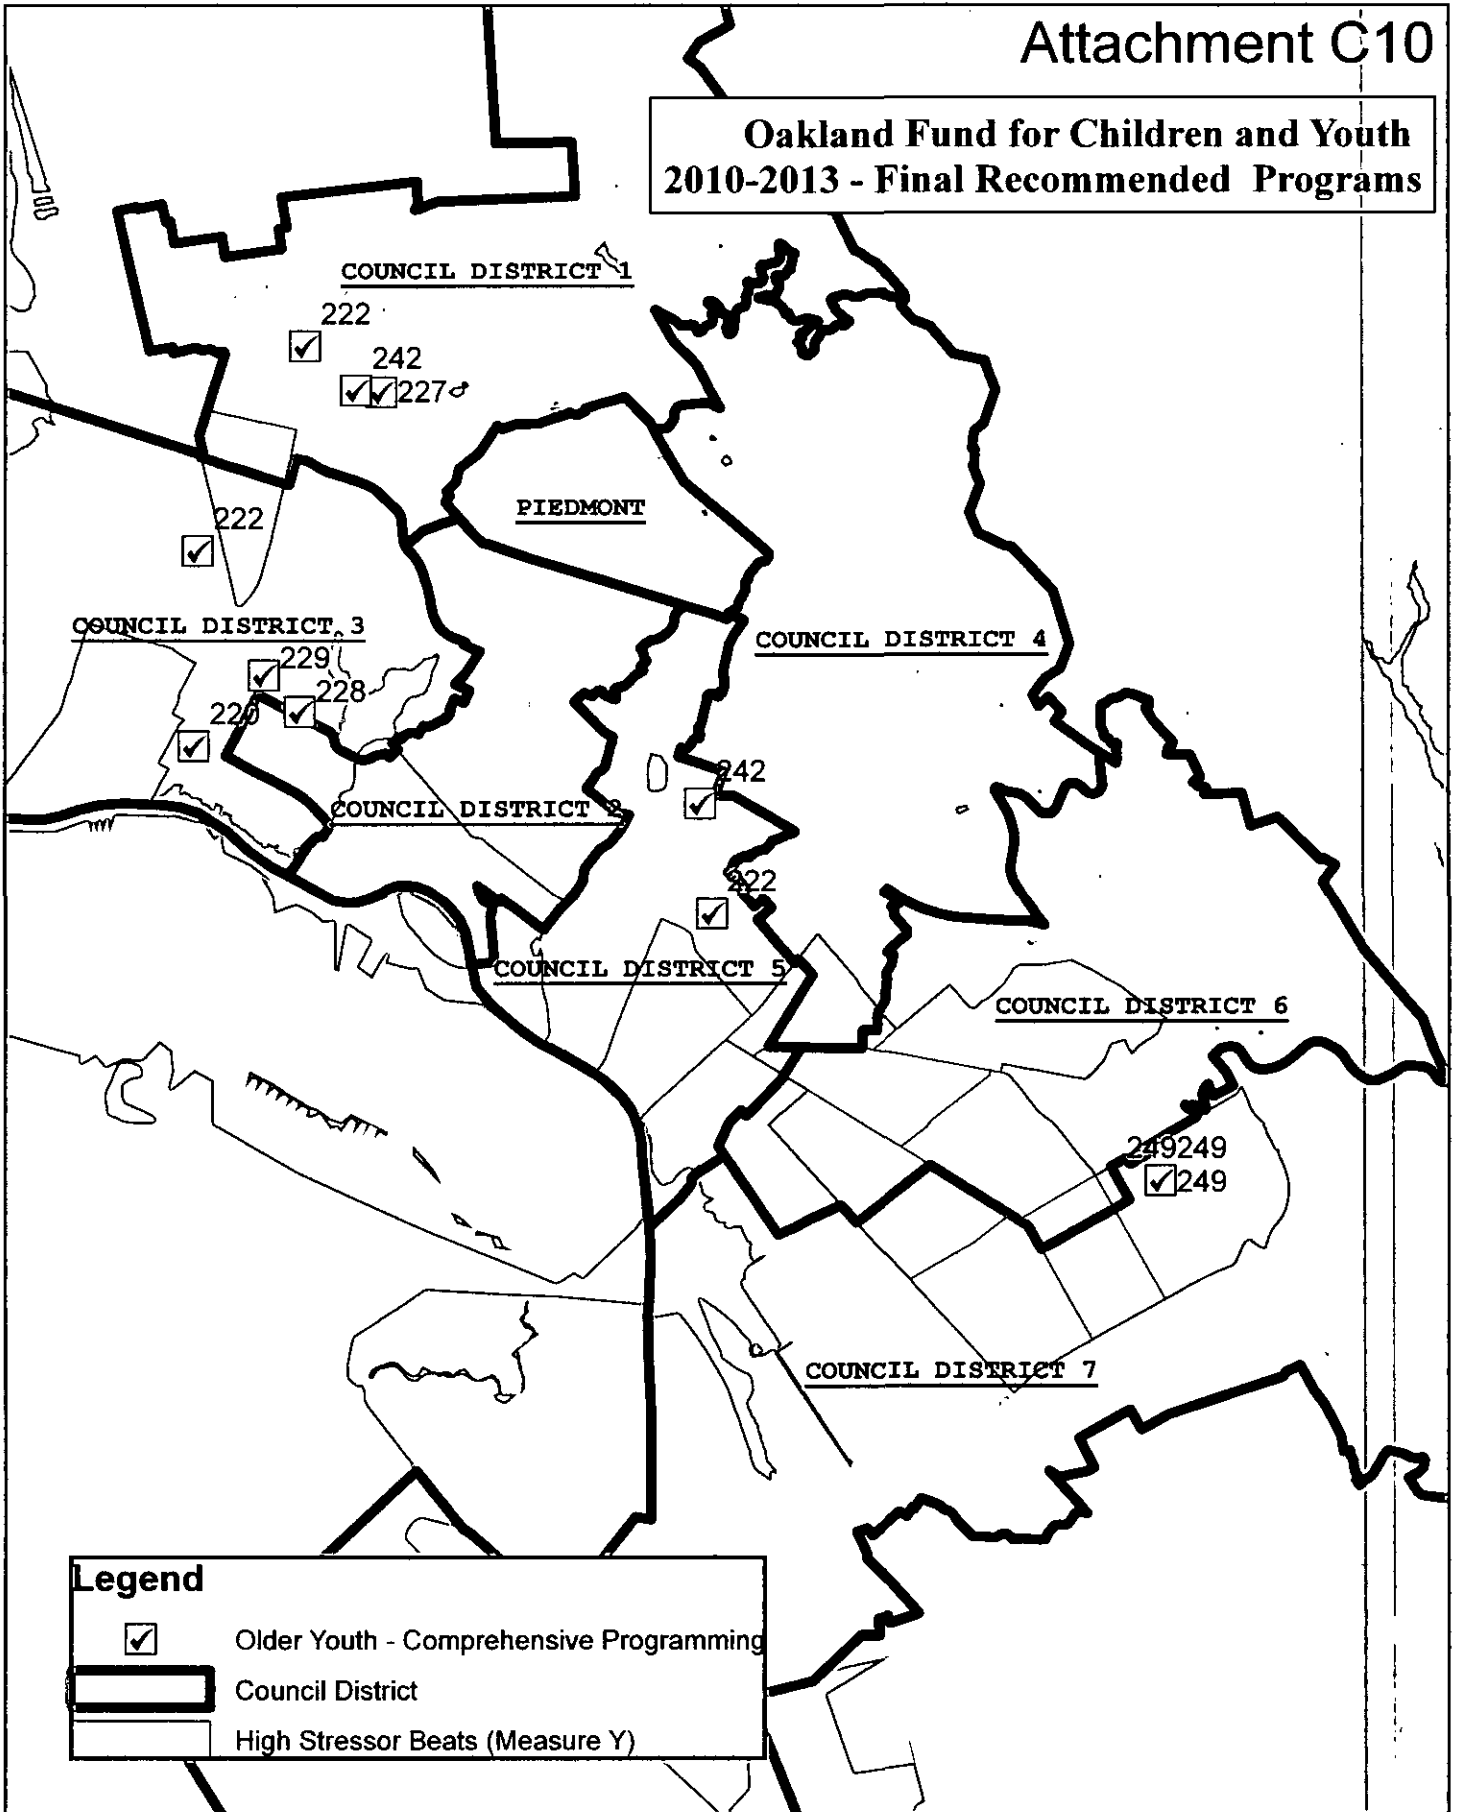 Attachment C10
Oakland Fund for Children and Youth
2010-2013 - Final Recommended Programs
COUNCIL DISTRICT 1
222
242
227
PIEDMONT
222
COUNCIL DISTRICT 3
COUNCIL DISTRICT 4
229
228
242
COUNCIL DISTRICT 2
222
COUNCIL DISTRICT 5
COUNCIL DISTRICT 6
249249
249
COUNCIL DISTRICT 7
Legend
Older Youth - Comprehensive Programming
Council District
High Stressor Beats (Measure Y)